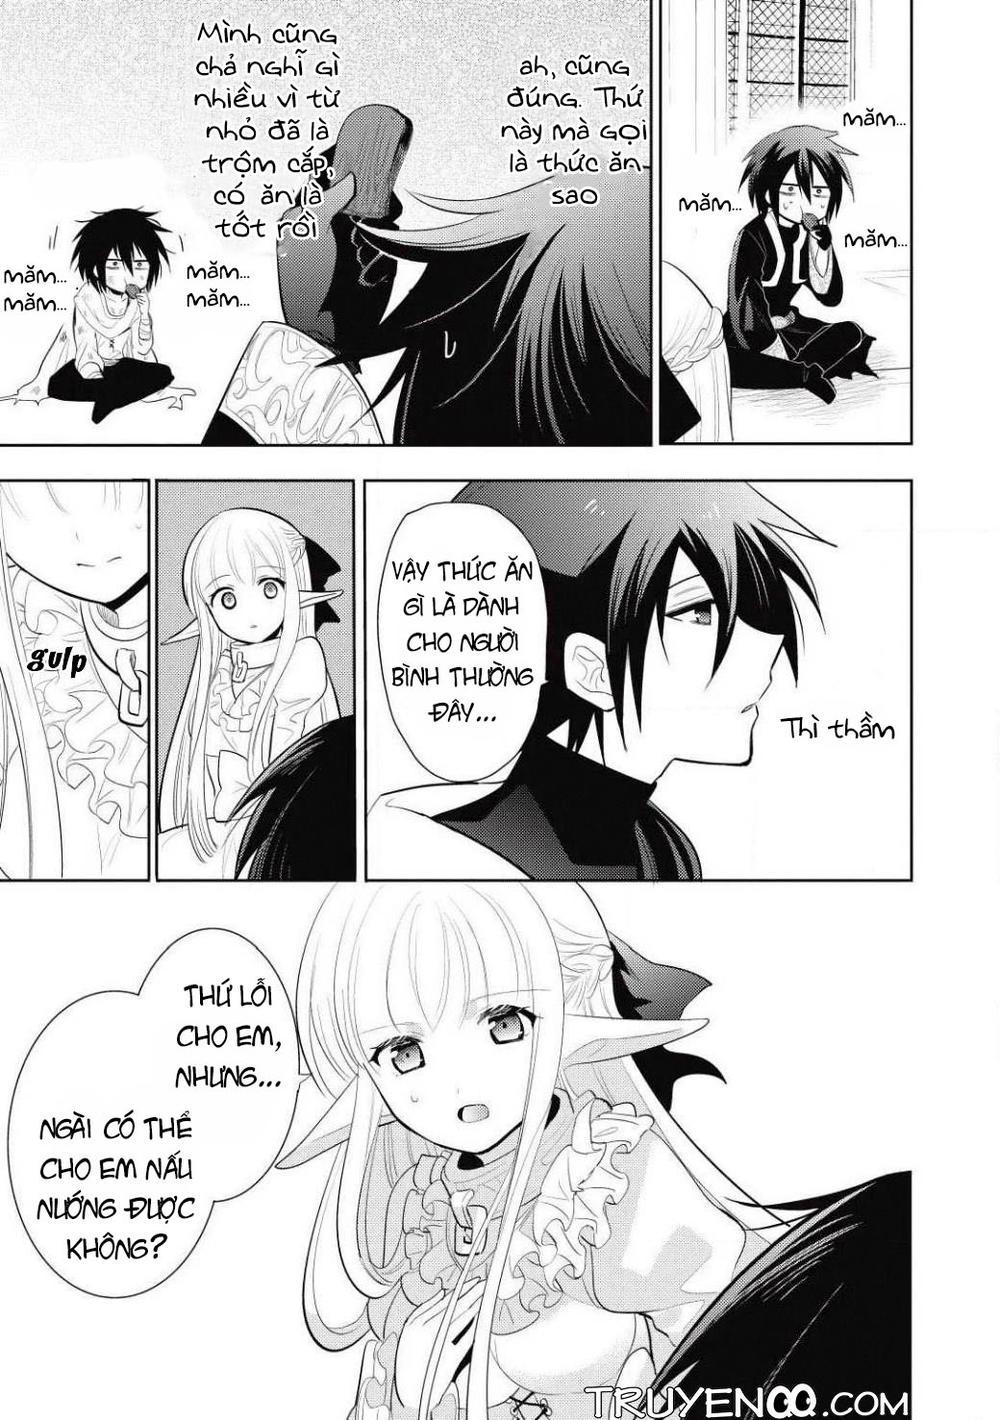 măm...
măm...
măm...
ah, cũng
đúng. Thứ
này mà gọi
là thức ăn
sao
Mình cũng
chả nghĩ gì
nhiều vì từ
nhỏ đã là
trộm cắp,
có ăn là
tốt rồi
măm...
măm...
măm...
măm...
VẬY THỨC ĂN
GÌ LÀ DÀNH
CHO NGƯỜI
BÌNH THƯỜNG
ĐÂY...
Thì thầm
gulp
THỨ LỖI
CHO EM,
NHƯNG...
NGÀI CÓ THỂ
CHO EM NẤU
NƯỚNG ĐƯỢC
KHÔNG?
TRUYENQQ.COM